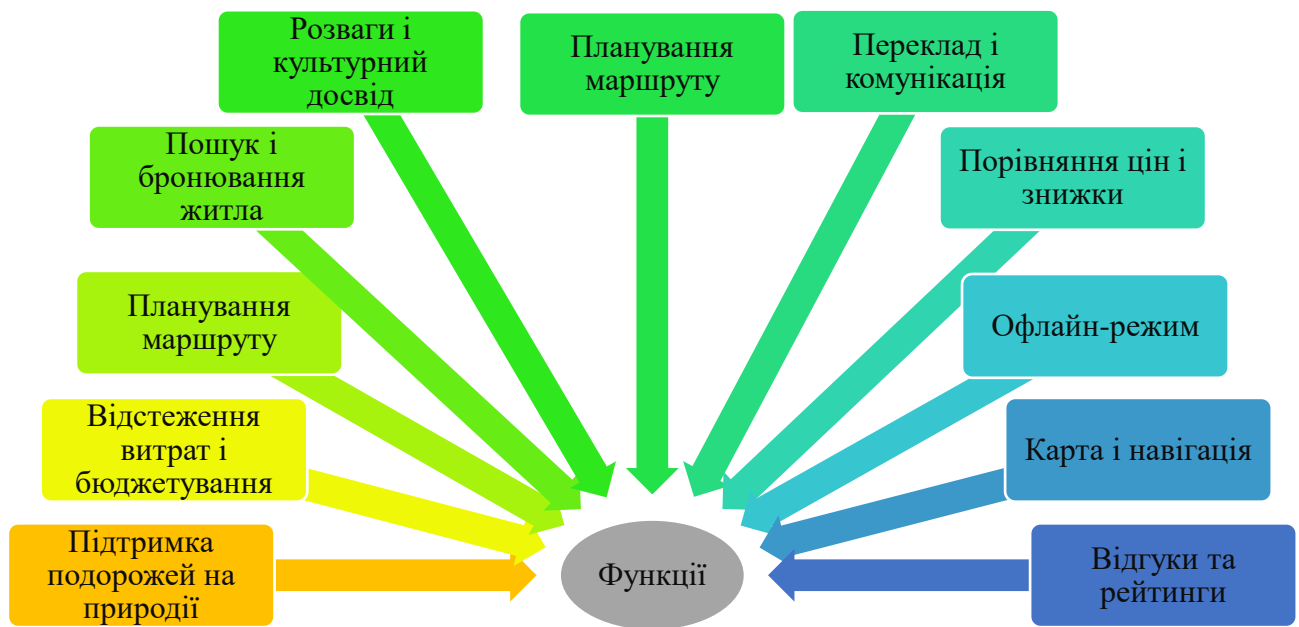 Розваги і
культурний
досвід
Планування
маршруту
Переклад і
комунікація
Пошук і
бронювання
житла
Порівняння цін і
знижки
Планування
маршруту
Офлайн-режим
Відстеження
витрат і
бюджетування
Карта і навігація
Підтримка
подорожей на
природії
Функції
Відгуки та
рейтинги